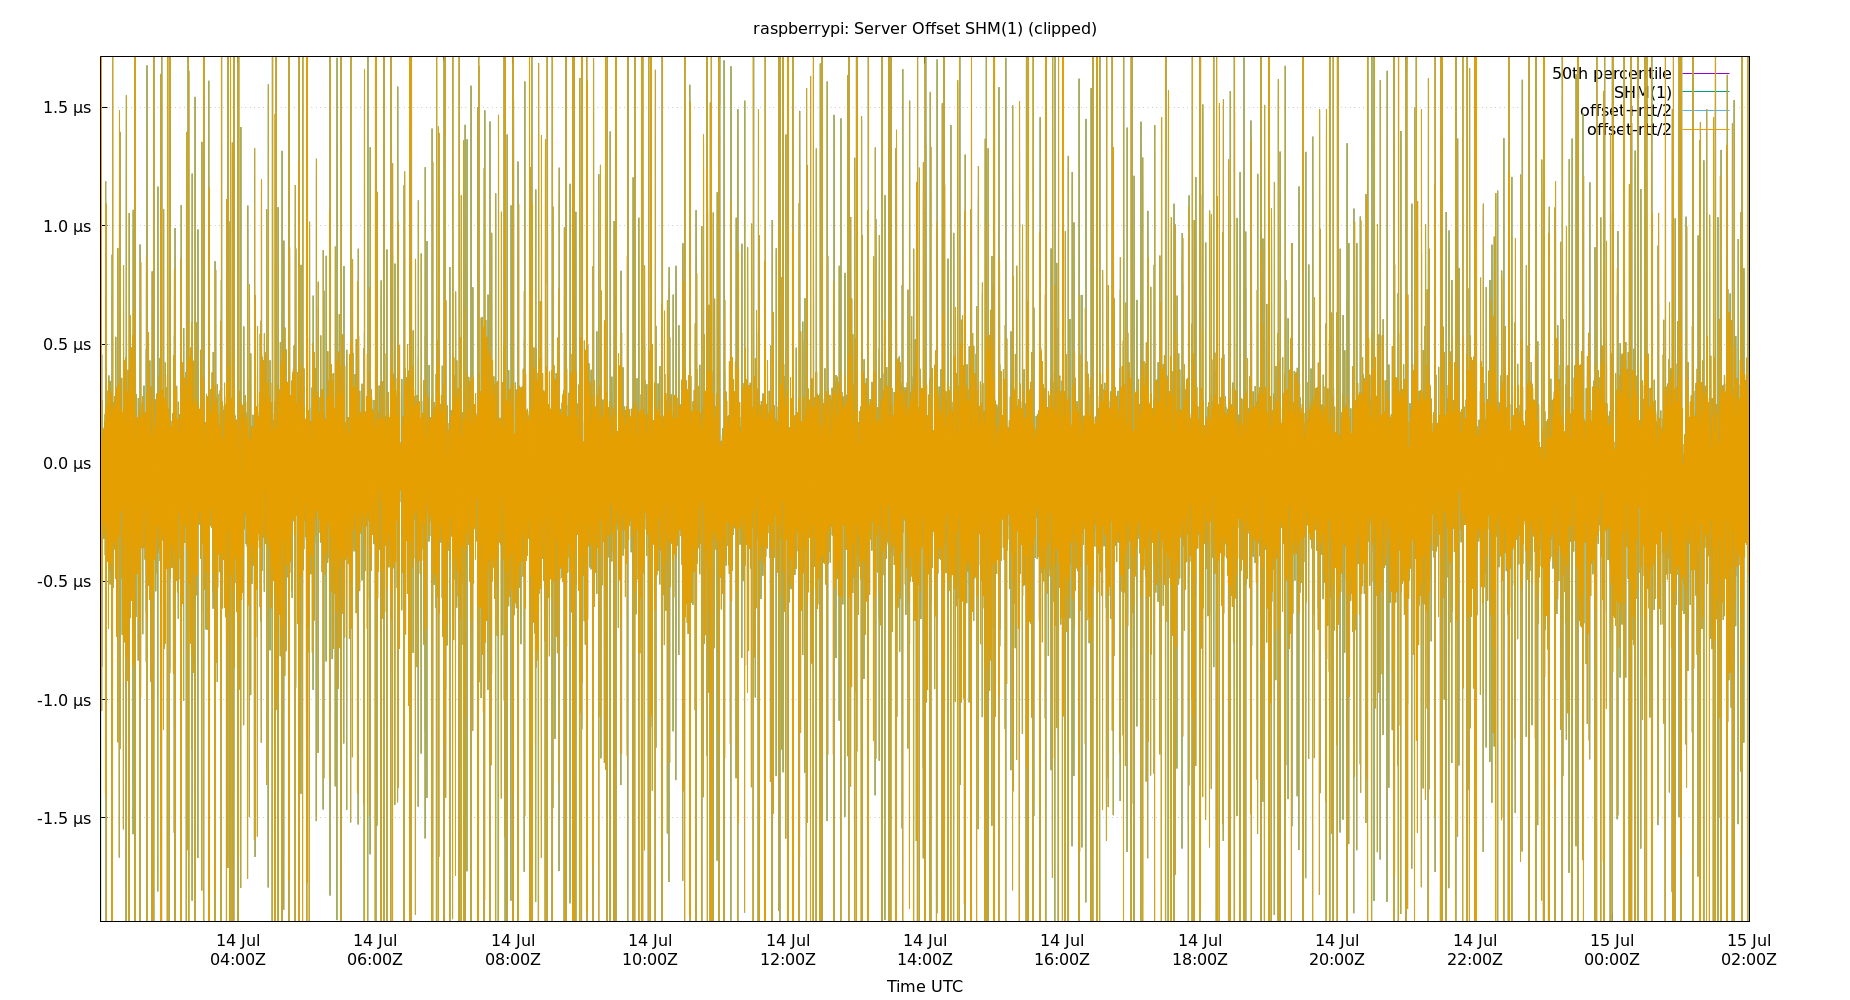 raspberrypi: Server Offset SHM(1) (clipped)
50th percentile
SHM(1)
offset+rtt/2
offset-rtt/2
1.5 µs
1.0 µs
0.5 µs
0.0 µs
-0.5 µs
-1.0 µs
-1.5 µs
14 Jul 14 Jul 14 Jul 14 Jul 14 Jul 14 Jul 14 Jul 14 Jul 14 Jul 14 Jul 15 Jul 15 Jul
04:00Z 06:00Z 08:00Z 10:00Z 12:00Z 14:00Z 16:00Z 18:00Z 20:00Z 22:00Z 00:00Z 02:00Z
Time UTC